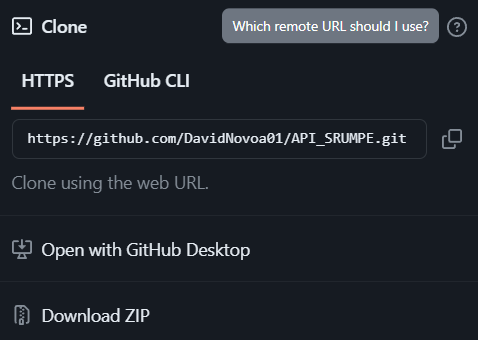 Clone
Which remote URL should I use?
HTTPS
GitHub CLI
https://github.com/DavidNovoa01/API_SRUMPE.git
Clone using the web URL.
Open with GitHub Desktop
Download ZIP